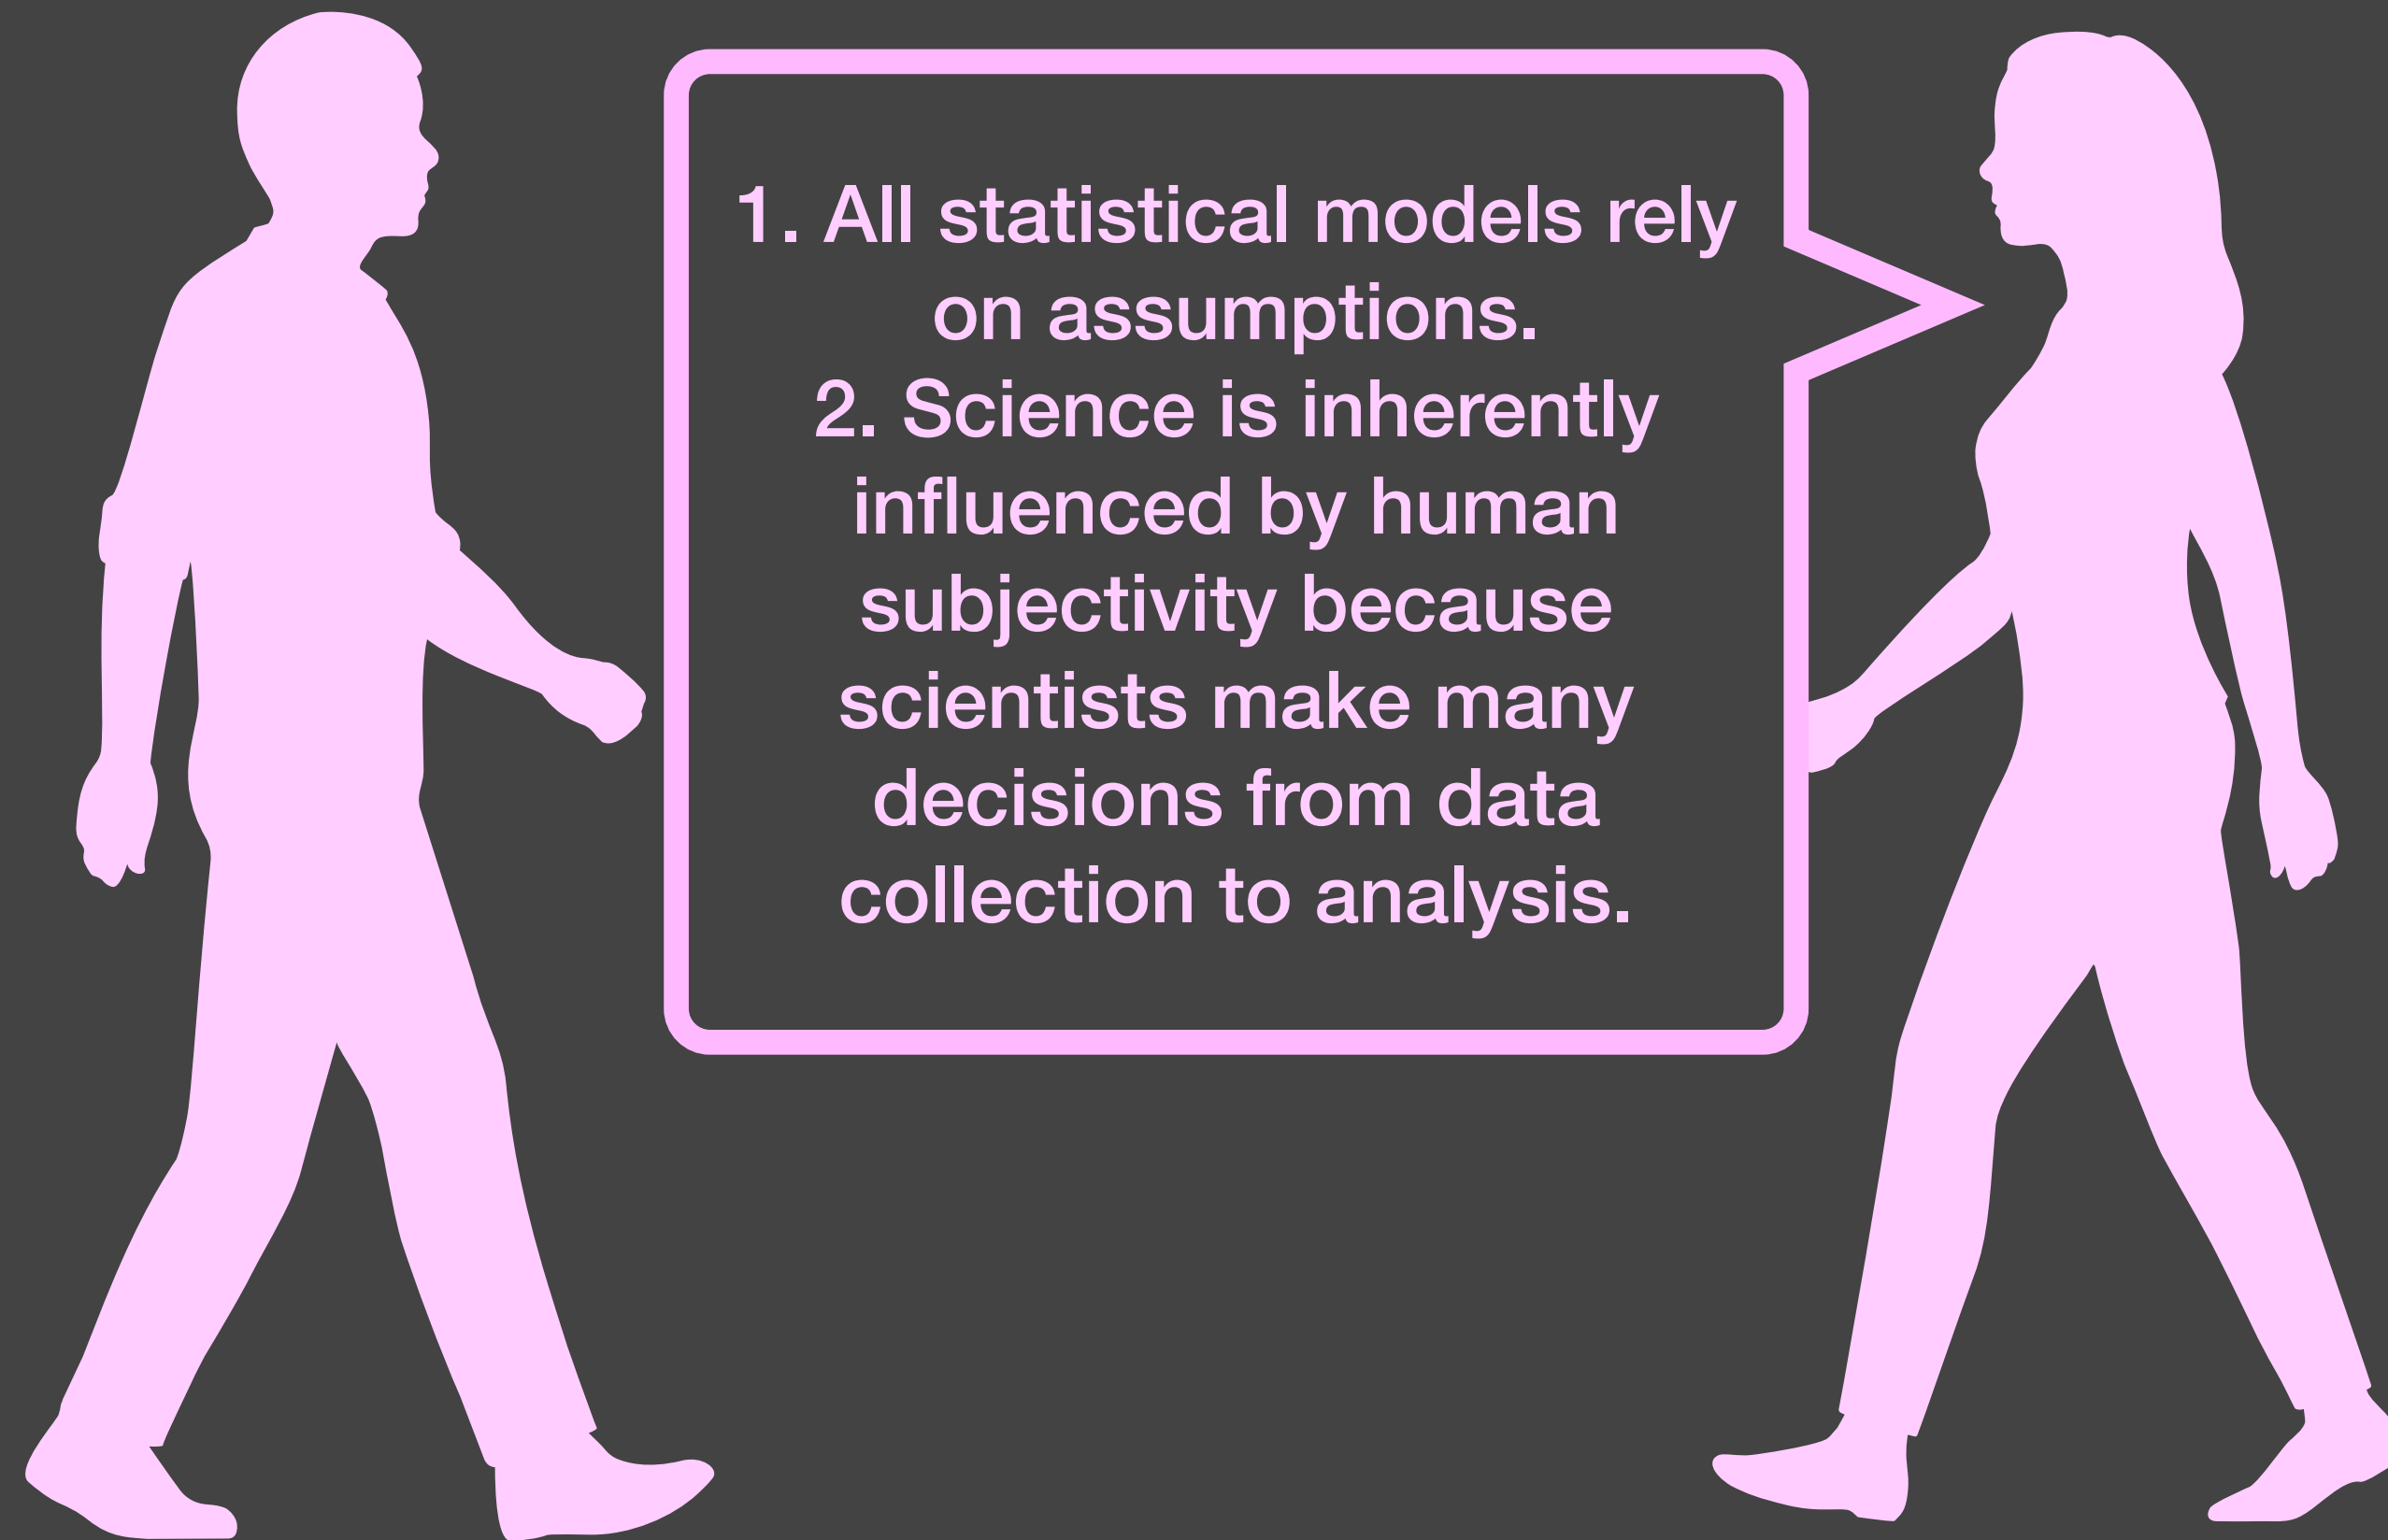 1. All statistical models rely
on assumptions.
2. Science is inherently
influenced by human
subjectivity because
scientists make many
decisions from data
collection to analysis.